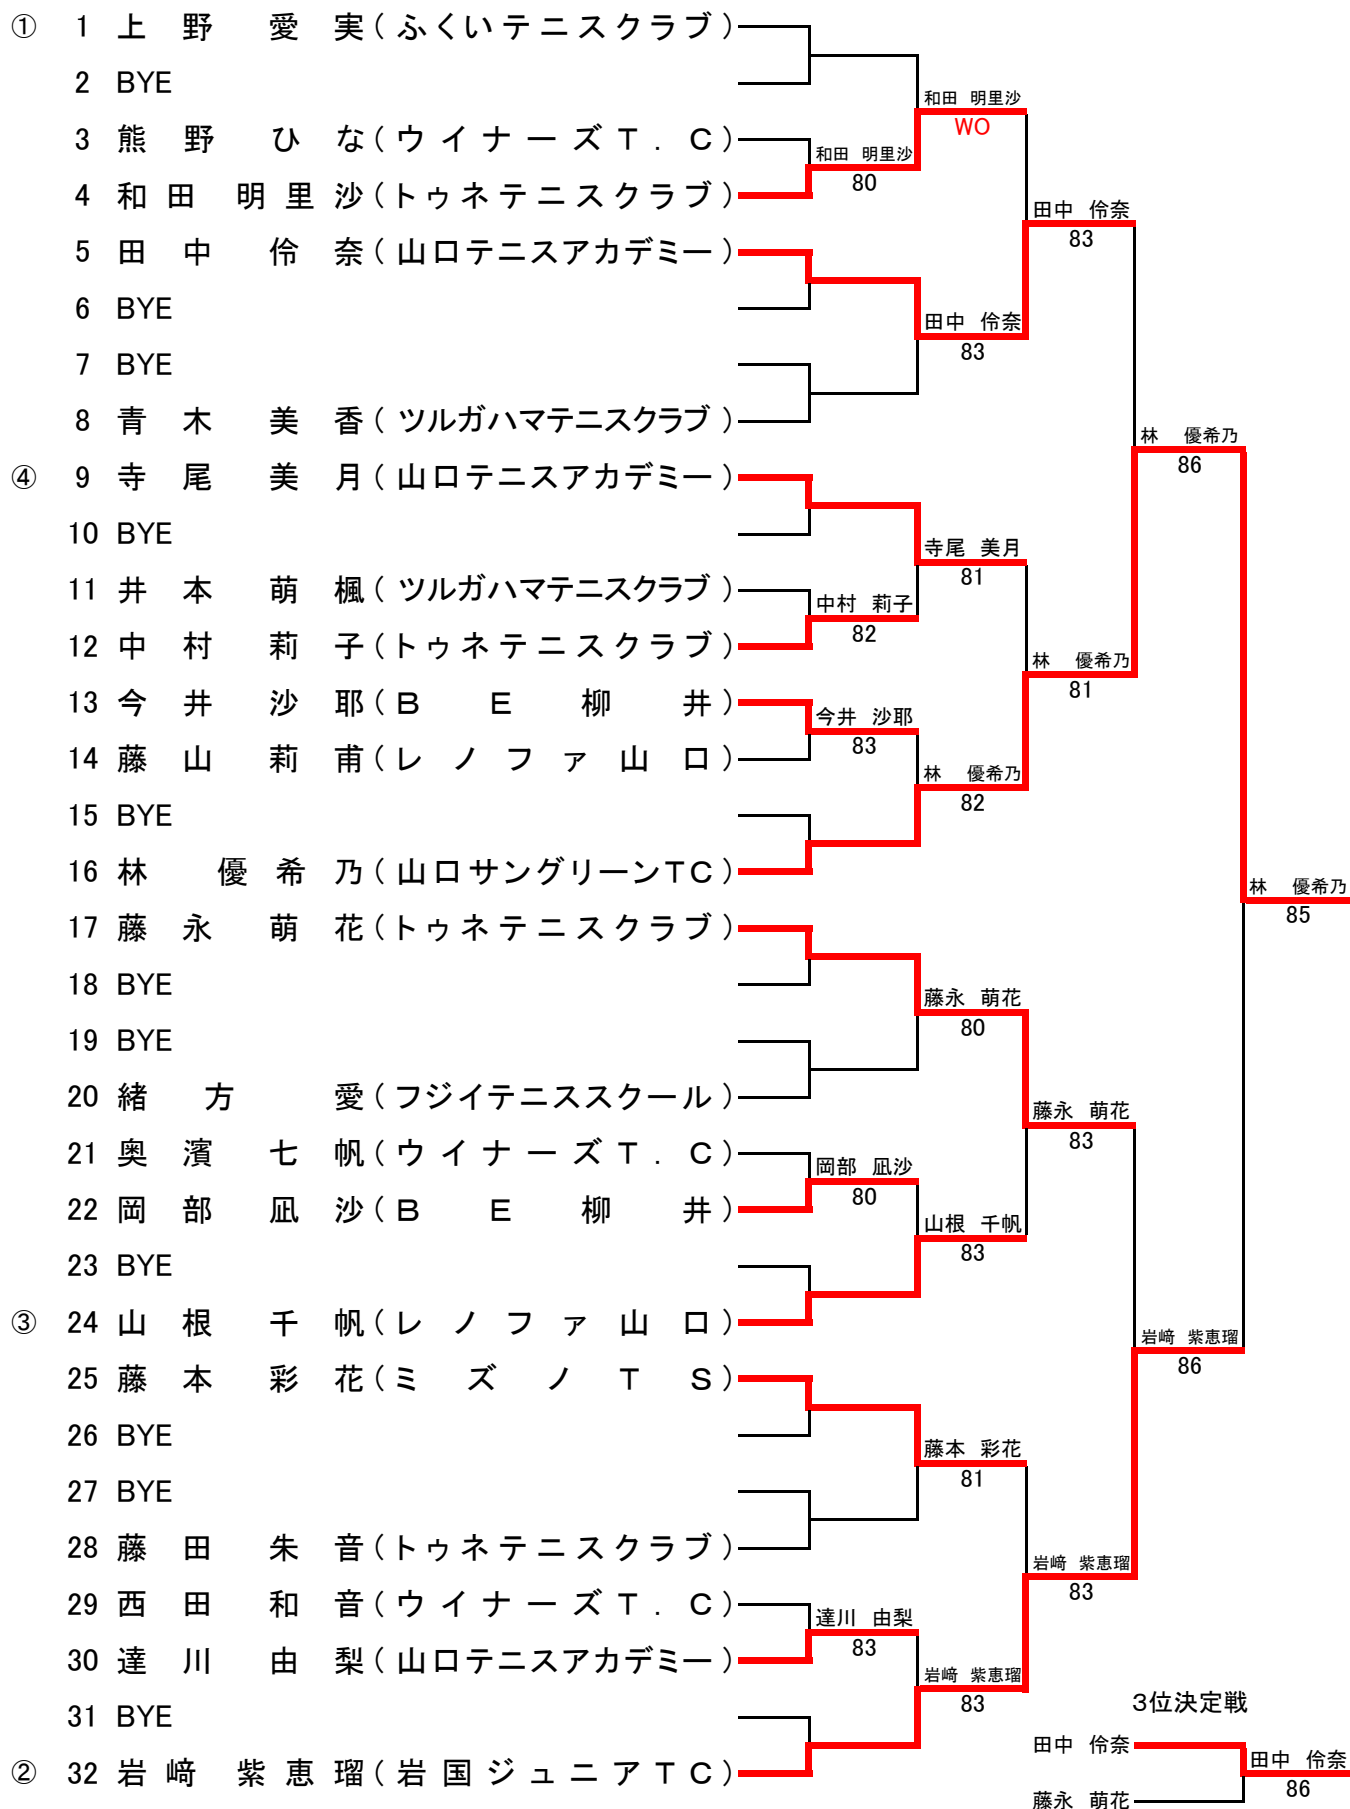 ① 1 上野 愛実(ふくいテニスクラブ)
2 BYE
和田 明里沙
WO
3 熊野 ひな(ウイナーズT.C)
和田 明里沙
80
4 和田 明里沙(トゥネテニスクラブ)
田中 伶奈
83
5 田中 伶奈(山口テニスアカデミー)
6 BYE
田中 伶奈
83
7 BYE
8 青木 美香(ツルガハマテニスクラブ)
林 優希乃
86
④ 9 寺尾 美月(山口テニスアカデミー)
10 BYE
寺尾 美月
81
11 井本 萌楓(ツルガハマテニスクラブ)
中村 莉子
82
12 中村 莉子(トゥネテニスクラブ)
林 優希乃
81
13 今井 沙耶(BE柳井)
今井 沙耶
83
14 藤山 莉甫(レノファ山口)
林 優希乃
82
15 BYE
16 林 優希乃(山口サングリーンTC)
林 優希乃
85
17 藤永 萌花(トゥネテニスクラブ)
18 BYE
藤永 萌花
80
19 BYE
20 緒方 愛(フジイテニススクール)
藤永 萌花
83
21 奥濱 七帆(ウイナーズT.C)
岡部 凪沙
80
22 岡部 凪沙(BE柳井)
山根 千帆
83
23 BYE
③ 24 山根 千帆(レノファ山口)
岩﨑 紫恵瑠
86
25 藤本 彩花(ミズノTS)
26 BYE
藤本 彩花
81
27 BYE
28 藤田 朱音(トゥネテニスクラブ)
岩﨑 紫恵瑠
83
29 西田 和音(ウイナーズT.C)
達川 由梨
83
30 達川 由梨(山口テニスアカデミー)
岩﨑 紫恵瑠
83
31 BYE
② 32 岩﨑 紫恵瑠(岩国ジュニアTC)
3位決定戦
田中 伶奈
田中 伶奈
86
藤永 萌花